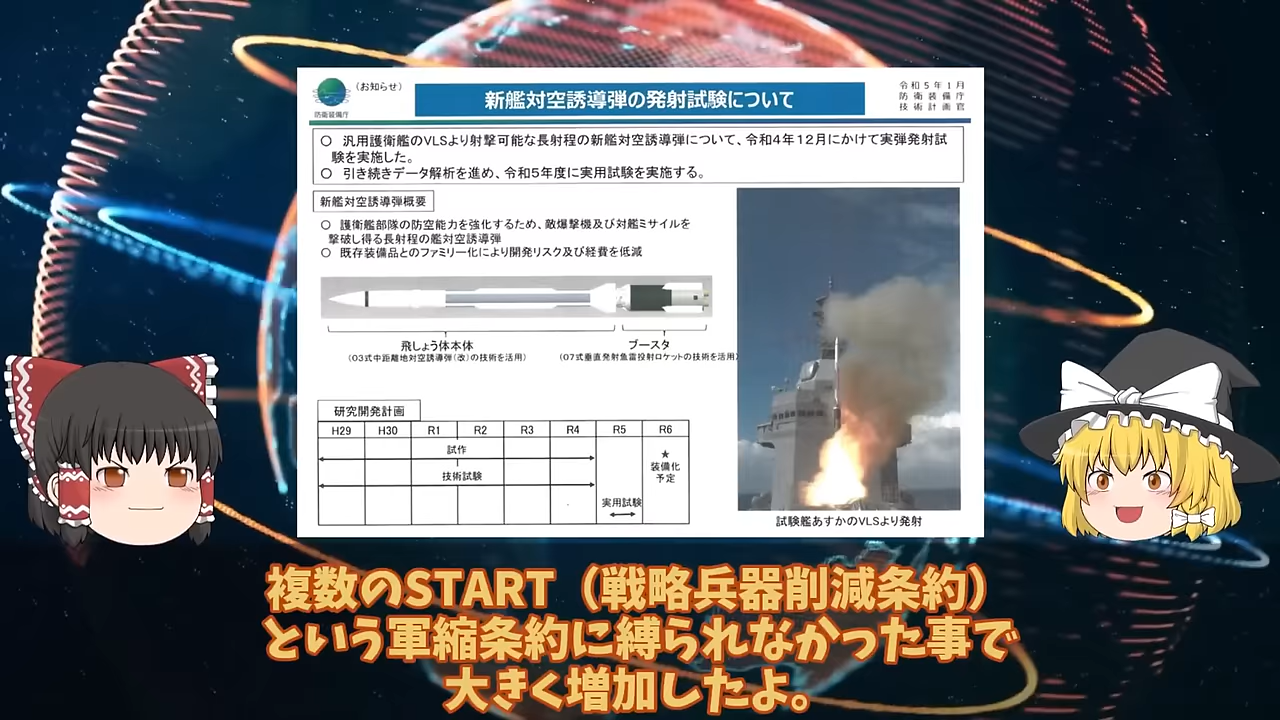 (お知らせ)
防衛装備庁
新艦対空誘導弾の発射試験について
令和5年1月
防衛装備庁
技術計画官
○ 汎用護衛艦のVLSより射撃可能な長射程の新艦対空誘導弾について、令和4年12月にかけて実弾発射試
験を実施した。
○ 引き続きデータ解析を進め、令和5年度に実用試験を実施する。
新艦対空誘導弾概要
○ 護衛艦部隊の防空能力を強化するため、敵爆撃機及び対艦ミサイルを
撃破し得る長射程の艦対空誘導弾
○ 既存装備品とのファミリー化により開発リスク及び経費を低減
飛しょう体本体
(03式中距離地対空誘導弾(改)の技術を活用)
ブースタ
(07式垂直発射魚雷投射ロケットの技術を活用)
研究開発計画
H29 H30 R1 R2 R3 R4 R5 R6
試作
技術試験
実用試験
★
装備化
予定
試験艦あすかのVLSより発射
複数のSTART(戦略兵器削減条約)
という軍縮条約に縛られなかった事で
大きく増加したよ。